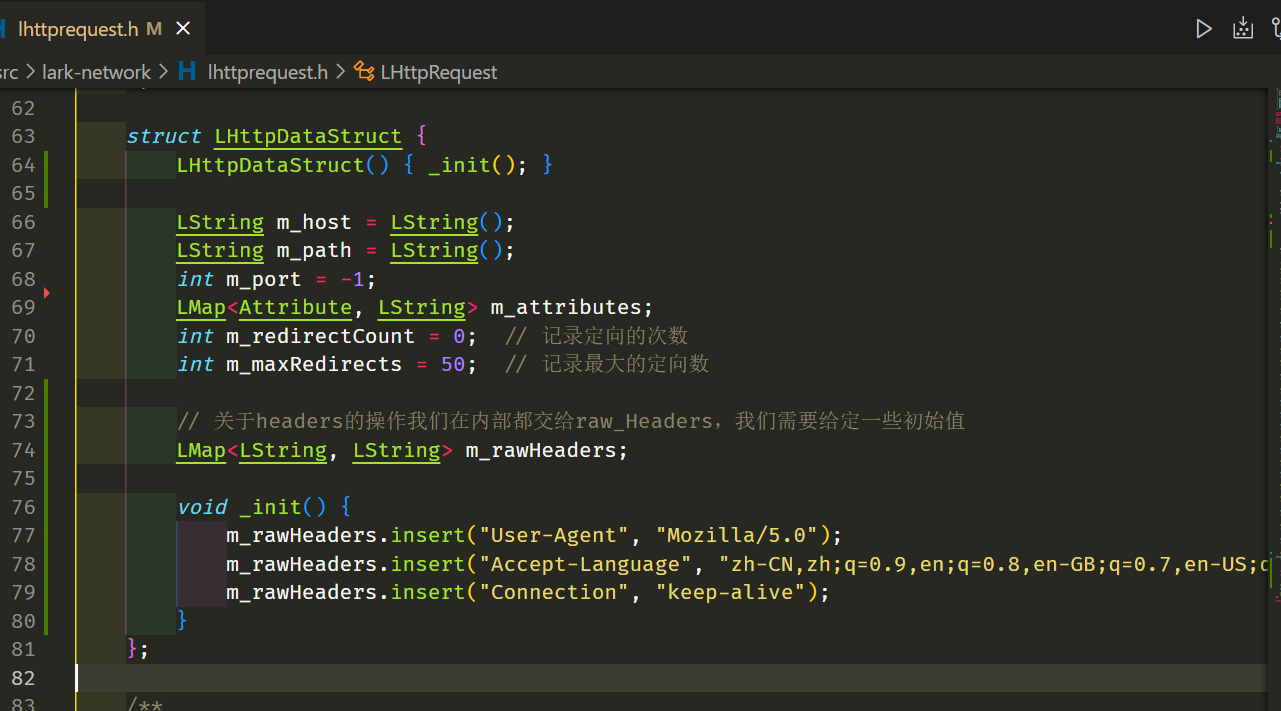 lhttprequest.h M ×
src > lark-network > H lhttprequest.h > LHttpRequest
62
63 struct LHttpDataStruct {
64 LHttpDataStruct() { _init(); }
65
66 LString m_host = LString();
67 LString m_path = LString();
68 int m_port = -1;
69 LMap<Attribute, LString> m_attributes;
70 int m_redirectCount = 0; // 记录定向的次数
71 int m_maxRedirects = 50; // 记录最大的定向数
72
73 // 关于headers的操作我们在内部都交给raw_Headers，我们需要给定一些初始值
74 LMap<LString, LString> m_rawHeaders;
75
76 void _init() {
77 m_rawHeaders.insert("User-Agent", "Mozilla/5.0");
78 m_rawHeaders.insert("Accept-Language", "zh-CN,zh;q=0.9,en;q=0.8,en-GB;q=0.7,en-US;
79 m_rawHeaders.insert("Connection", "keep-alive");
80 }
81 };
82
83 /**